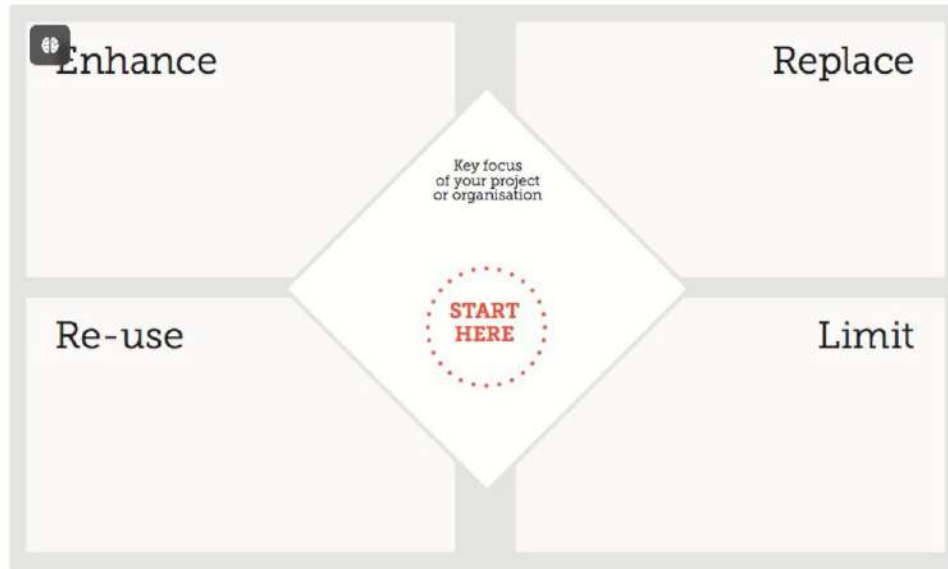 Enhance
Replace
Key focus
of your project
or organisation
START
HERE
Re-use
Limit